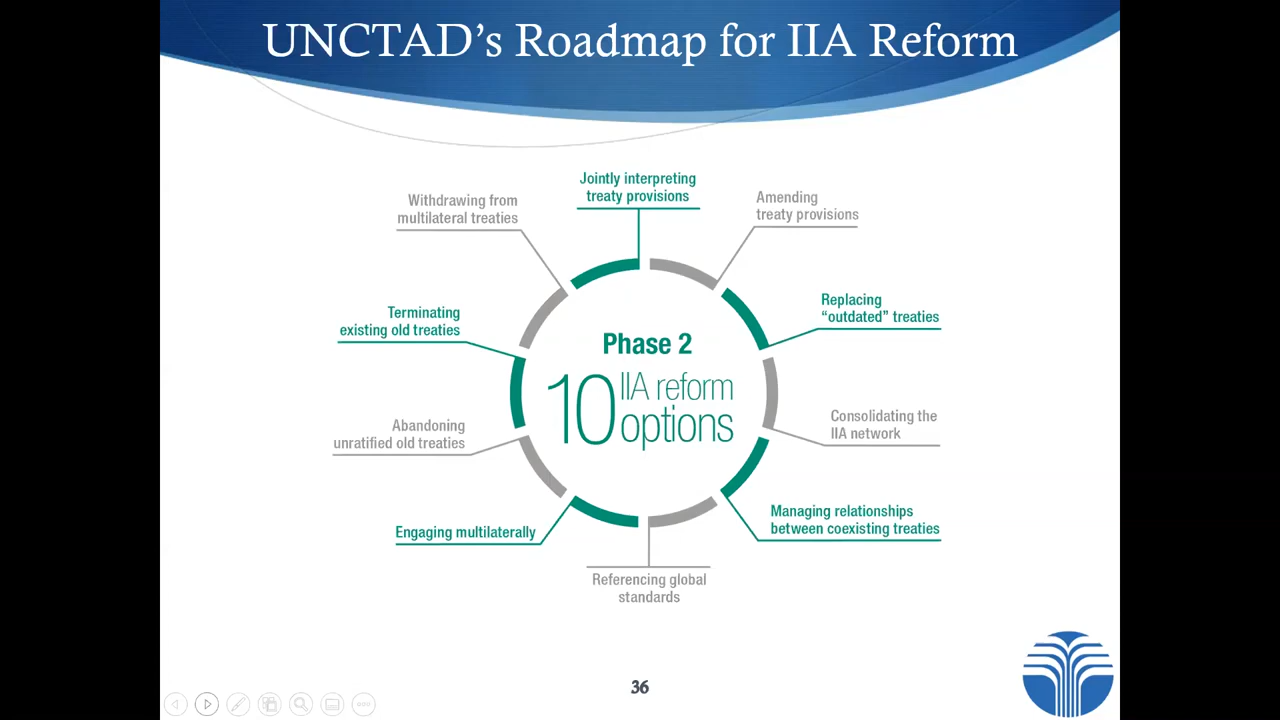 UNCTAD’s Roadmap for IIA Reform
Jointly interpreting
treaty provisions
Amending
treaty provisions
Replacing
“outdated” treaties
Consolidating the
IIA network
Managing relationships
between coexisting treaties
Referencing global
standards
Engaging multilaterally
Abandoning
unratified old treaties
Terminating
existing old treaties
Withdrawing from
multilateral treaties
Phase 2
10 IIA reform
options
36